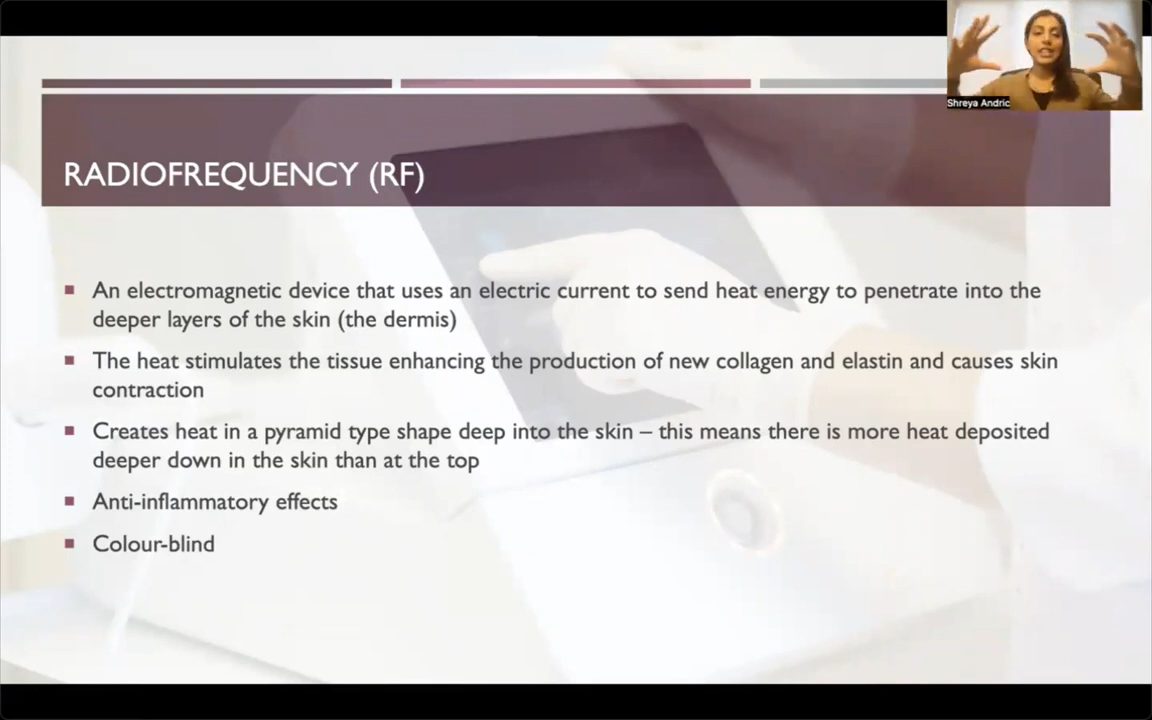 Shreya Andric
RADIOFREQUENCY (RF)
An electromagnetic device that uses an electric current to send heat energy to penetrate into the
deeper layers of the skin (the dermis)
The heat stimulates the tissue enhancing the production of new collagen and elastin and causes skin
contraction
Creates heat in a pyramid type shape deep into the skin – this means there is more heat deposited
deeper down in the skin than at the top
Anti-inflammatory effects
Colour-blind